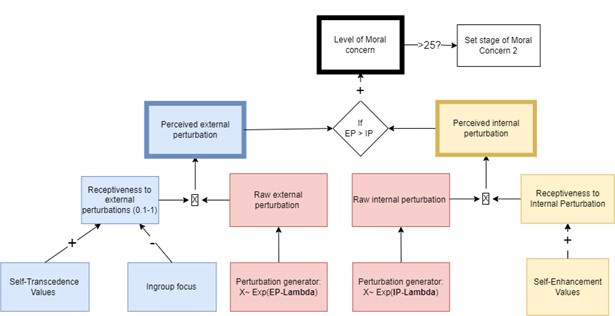 Level of Moral
concern
>25?
Set stage of Moral
Concern 2
+
Perceived external
perturbation
If
EP > IP
Perceived internal
perturbation
Receptiveness to
external
perturbations (0.1-1)
X
Raw external
perturbation
Raw internal perturbation
X
Receptiveness to
Internal Perturbation
+
-
+
Self-Transcedence
Values
Ingroup focus
Perturbation generator:
X~ Exp(EP-Lambda)
Perturbation generator:
X~ Exp(IP-Lambda)
Self-Enhancement
Values